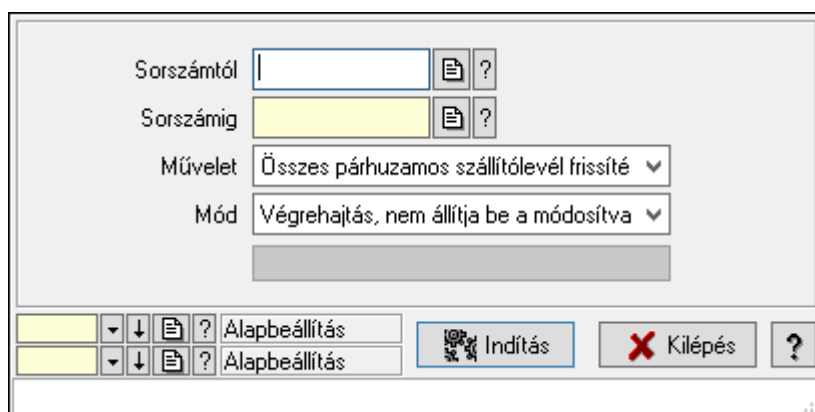 Sorszámtól ?
Sorszámig ?
Művelet Összes párhuzamos szállítólevél frissíté
Mód Végrehajtás, nem állítja be a módosítva
? Alapbeállítás
? Alapbeállítás
Indítás Kilépés ?